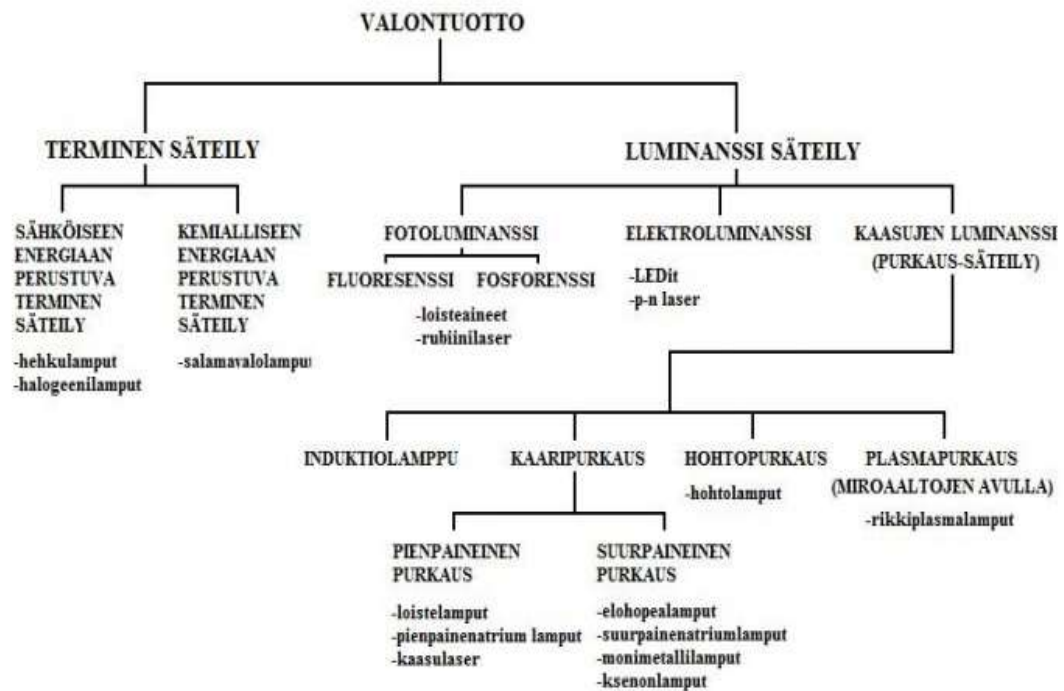 VALONTUOTTO
TERMINEN SÄTEILY
LUMINANSSI SÄTEILY
SÄHKÖISEEN
ENERGIAAN
PERUSTUVA
TERMINEN
SÄTEILY
-hehkulamput
-halogeenilamput
KEMIALLISEEN
ENERGIAAN
PERUSTUVA
TERMINEN
SÄTEILY
-salamavalolamput
FOTOLUMINANSSI
FLUORESENSSI
FOSFORENSSI
-loisteaineet
-rubiinilaser
ELEKTROLUMINANSSI
-LEDit
-p-n laser
KAASUJEN LUMINANSSI
(PURKAUS-SÄTEILY)
INDUKTIOLAMPPU
KAARIPURKAUS
PIENPAINEINEN
PURKAUS
-loistelamput
-pienpainenatrium lamput
-kaasulaser
SUURPAINEINEN
PURKAUS
-elohopealamput
-suurpainenatriumlamput
-monimetallilamput
-ksenonlamput
HOHTOPURKAUS
-hohtolamput
PLASMAPURKAUS
(MIROAALTOJEN AVULLA)
-rikkiplasmalamput